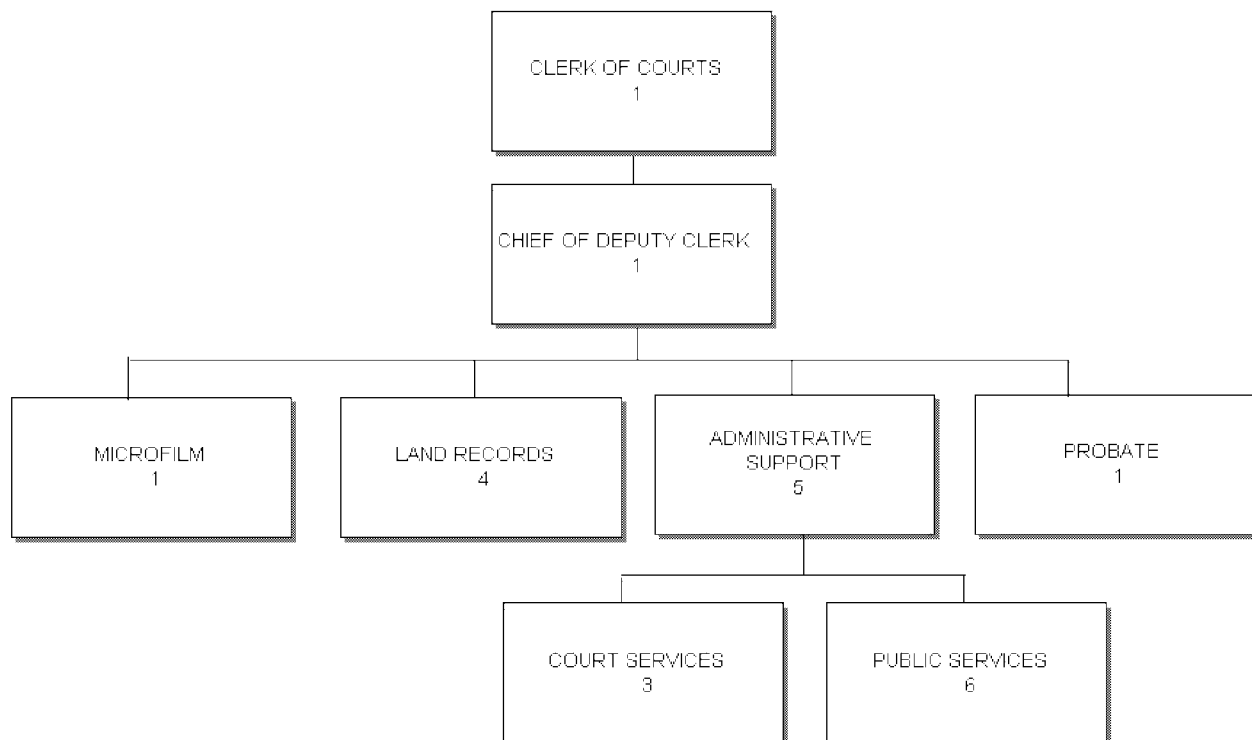 CLERK OF COURTS
1
CHIEF OF DEPUTY CLERK
1
MICROFILM
1
LAND RECORDS
4
ADMINISTRATIVE
SUPPORT
5
PROBATE
1
COURT SERVICES
3
PUBLIC SERVICES
6